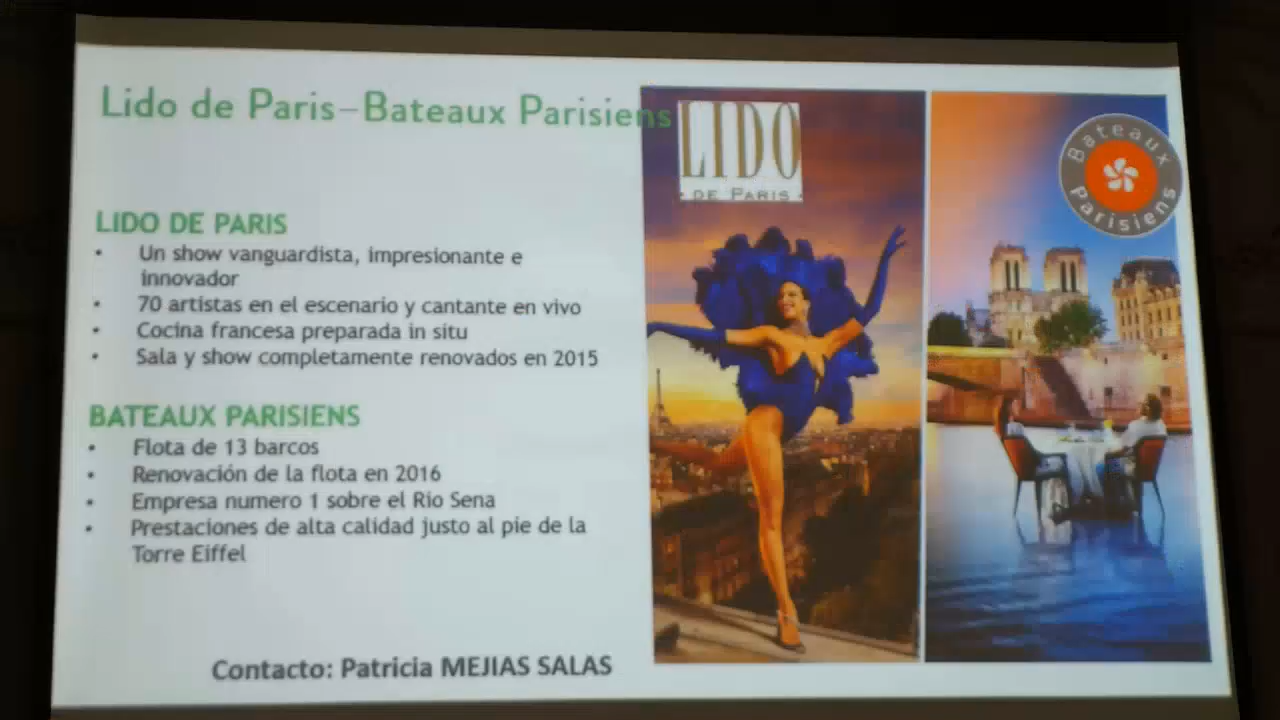 Lido de Paris–Bateaux Parisiens
LIDO DE PARIS
• Un show vanguardista, impresionante e
innovador
• 70 artistas en el escenario y cantante en vivo
• Cocina francesa preparada in situ
• Sala y show completamente renovados en 2015
BATEAUX PARISIENS
• Flota de 13 barcos
• Renovación de la flota en 2016
• Empresa numero 1 sobre el Rio Sena
• Prestaciones de alta calidad justo al pie de la
Torre Eiffel
Contacto: Patricia MEJIAS SALAS
LIDO
• DE PARIS •
Bateaux
Parisiens